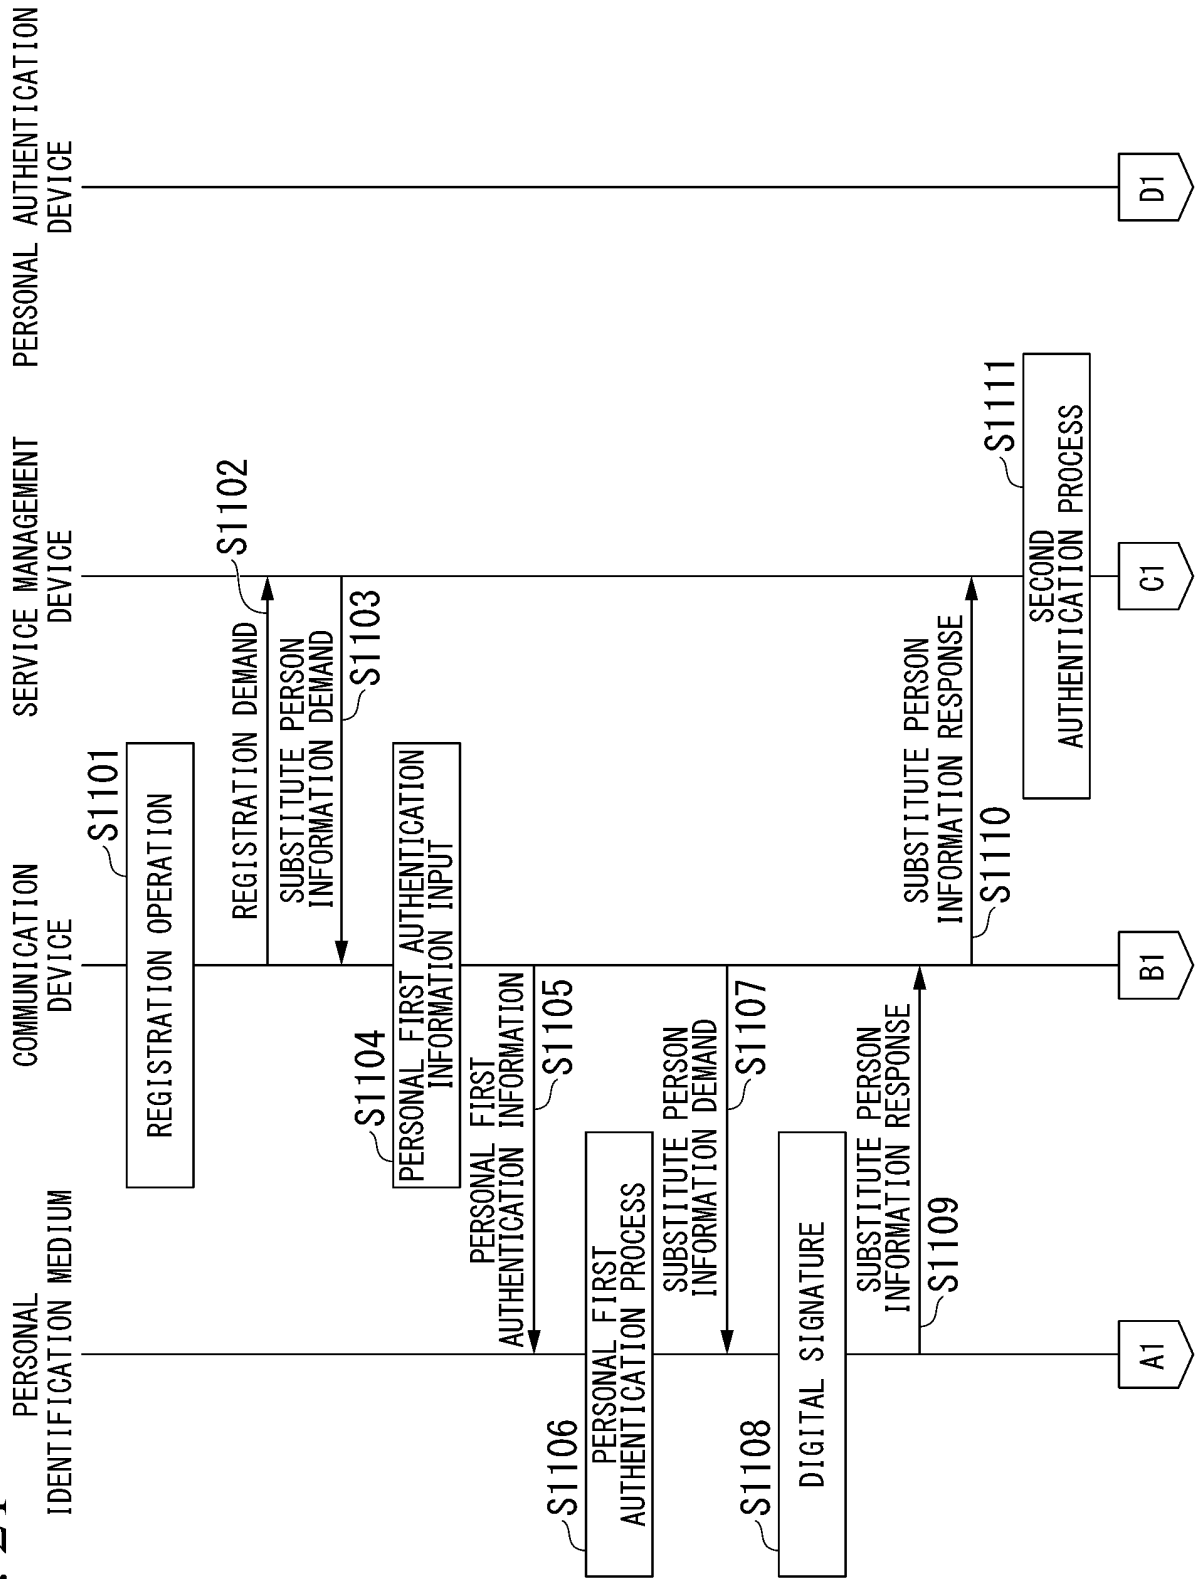 . 21
PERSONAL
IDENTIFICATION MEDIUM
COMMUNICATION
DEVICE
SERVICE MANAGEMENT
DEVICE
PERSONAL AUTHENTICATION
DEVICE
S1101
REGISTRATION OPERATION
S1102
REGISTRATION DEMAND
SUBSTITUTE PERSON
INFORMATION DEMAND
S1103
S1104
PERSONAL FIRST AUTHENTICATION
INFORMATION INPUT
PERSONAL FIRST
AUTHENTICATION INFORMATION
S1105
S1106
PERSONAL FIRST
AUTHENTICATION PROCESS
SUBSTITUTE PERSON
INFORMATION DEMAND
S1107
S1108
DIGITAL SIGNATURE
SUBSTITUTE PERSON
INFORMATION RESPONSE
S1109
SUBSTITUTE PERSON
INFORMATION RESPONSE
S1110
S1111
SECOND
AUTHENTICATION PROCESS
A1
B1
C1
D1